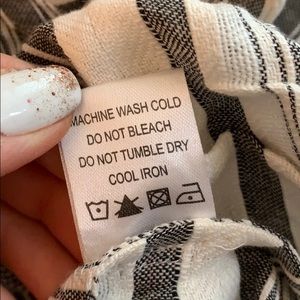 MACHINE WASH COLD
DO NOT BLEACH
DO NOT TUMBLE DRY
COOL IRON